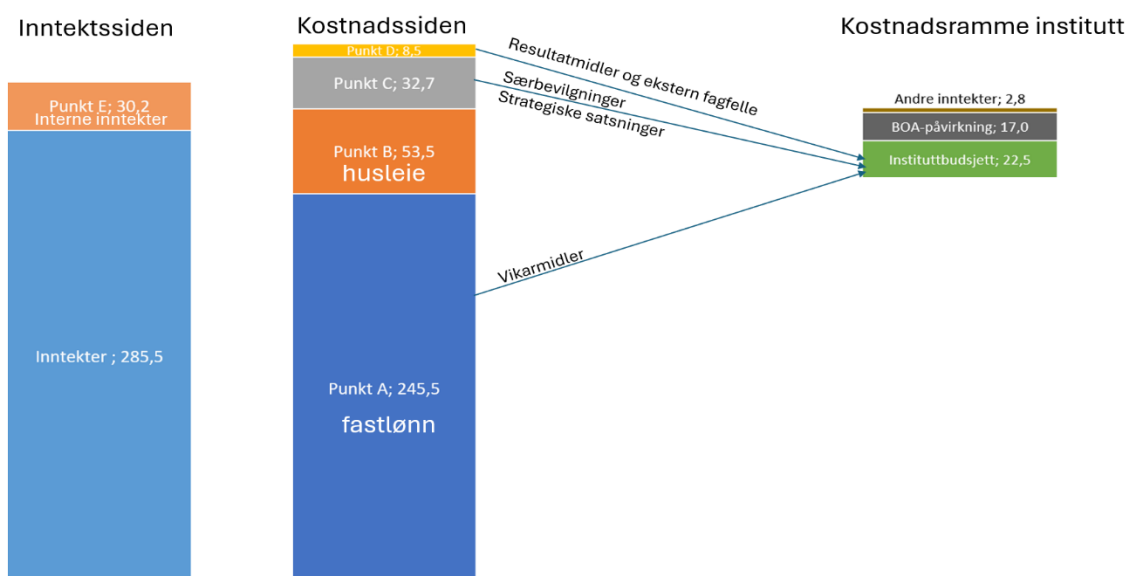 Inntektssiden
Punkt E; 30,2
Interne inntekter
Inntekter ; 285,5
Kostnadssiden
Punkt D; 8,5
Punkt C; 32,7
Punkt B; 53,5
husleie
Punkt A; 245,5
fastlønn
Resultatmidler og ekstern fagfelle
Særbevilgninger
Strategiske satsninger
Vikarmidler
Kostnadsramme institutt
Andre inntekter; 2,8
BOA-påvirkning; 17,0
Instituttbudsjett; 22,5